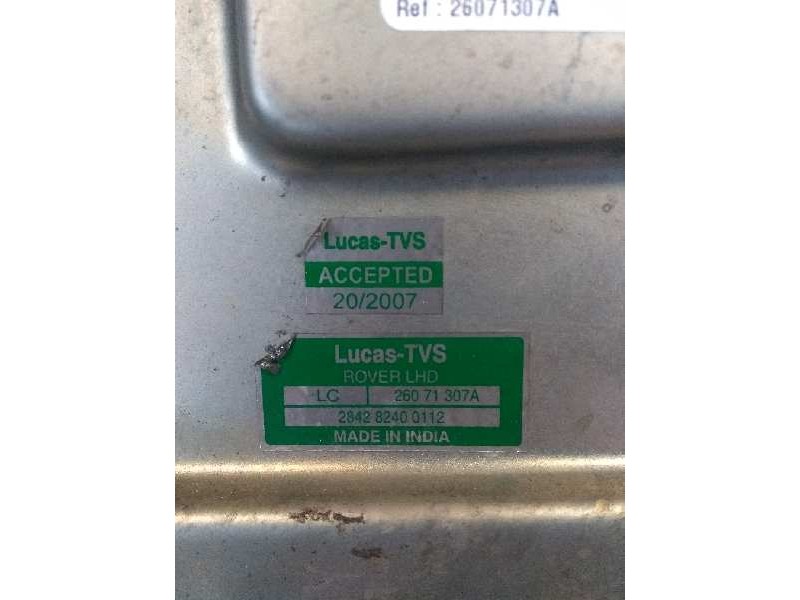 Ref : 26071307A
Lucas-TVS
ACCEPTED
20/2007
Lucas-TVS
ROVER LHD
LC 260 71 307A
2842 8240 0112
MADE IN INDIA